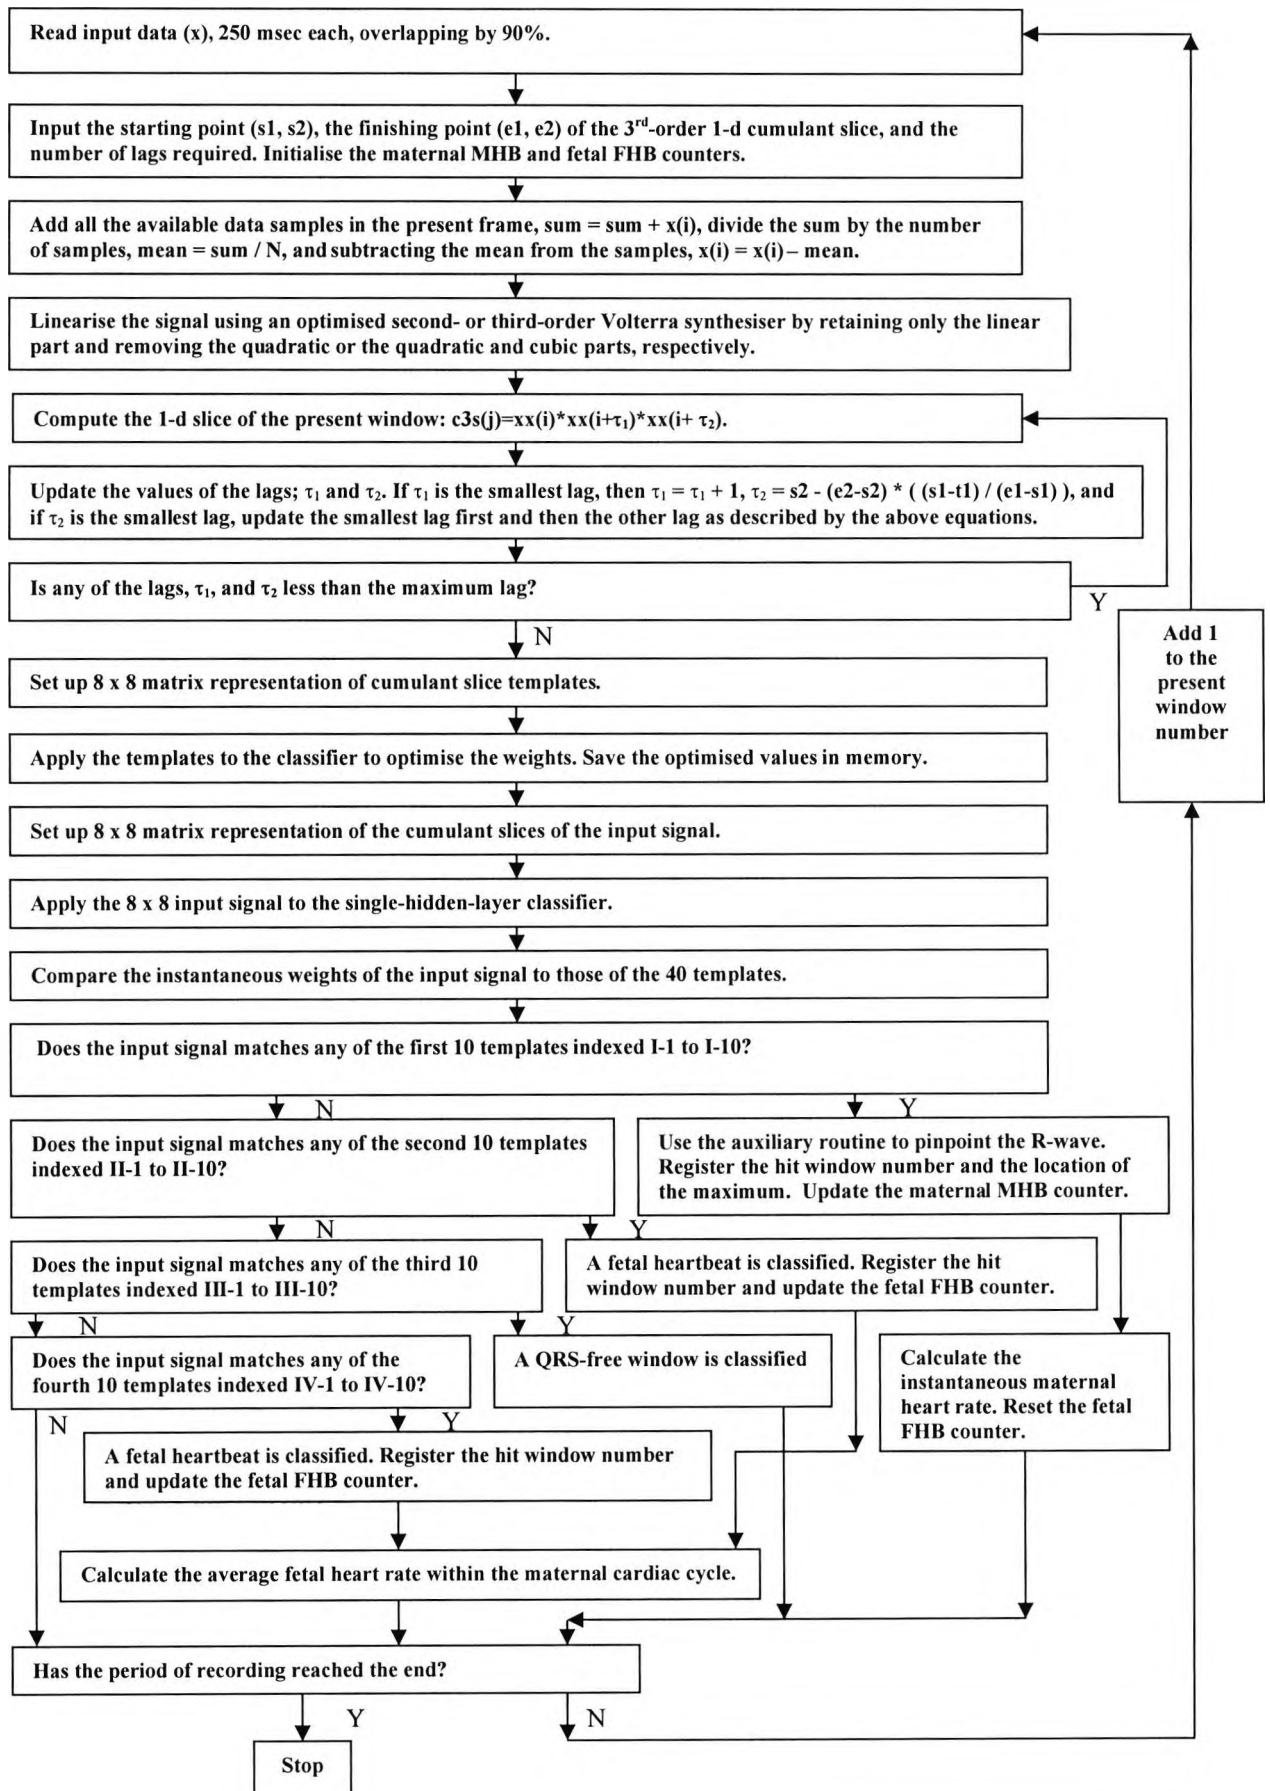 Read input data (x), 250 msec each, overlapping by 90%.
Input the starting point (s1, s2), the finishing point (e1, e2) of the 3rd-order 1-d cumulant slice, and the
number of lags required. Initialise the maternal MHB and fetal FHB counters.
Add all the available data samples in the present frame, sum = sum + x(i), divide the sum by the number
of samples, mean = sum / N, and subtracting the mean from the samples, x(i) = x(i) – mean.
Linearise the signal using an optimised second- or third-order Volterra synthesiser by retaining only the linear
part and removing the quadratic or the quadratic and cubic parts, respectively.
Compute the 1-d slice of the present window: c3s(j)=xx(i)*xx(i+τ1)*xx(i+ τ2).
Update the values of the lags; τ1 and τ2. If τ1 is the smallest lag, then τ1 = τ1 + 1, τ2 = s2 - (e2-s2) * ( (s1-t1) / (e1-s1) ), and
if τ2 is the smallest lag, update the smallest lag first and then the other lag as described by the above equations.
Is any of the lags, τ1, and τ2 less than the maximum lag?
Y
N
Add 1
to the
present
window
number
Set up 8 x 8 matrix representation of cumulant slice templates.
Apply the templates to the classifier to optimise the weights. Save the optimised values in memory.
Set up 8 x 8 matrix representation of the cumulant slices of the input signal.
Apply the 8 x 8 input signal to the single-hidden-layer classifier.
Compare the instantaneous weights of the input signal to those of the 40 templates.
Does the input signal matches any of the first 10 templates indexed I-1 to I-10?
N
Y
Does the input signal matches any of the second 10 templates
indexed II-1 to II-10?
Use the auxiliary routine to pinpoint the R-wave.
Register the hit window number and the location of
the maximum. Update the maternal MHB counter.
N
Y
Does the input signal matches any of the third 10
templates indexed III-1 to III-10?
A fetal heartbeat is classified. Register the hit
window number and update the fetal FHB counter.
N
Y
Does the input signal matches any of the
fourth 10 templates indexed IV-1 to IV-10?
A QRS-free window is classified
Calculate the
instantaneous maternal
heart rate. Reset the fetal
FHB counter.
N
Y
A fetal heartbeat is classified. Register the hit window number
and update the fetal FHB counter.
Calculate the average fetal heart rate within the maternal cardiac cycle.
Has the period of recording reached the end?
Y
N
Stop